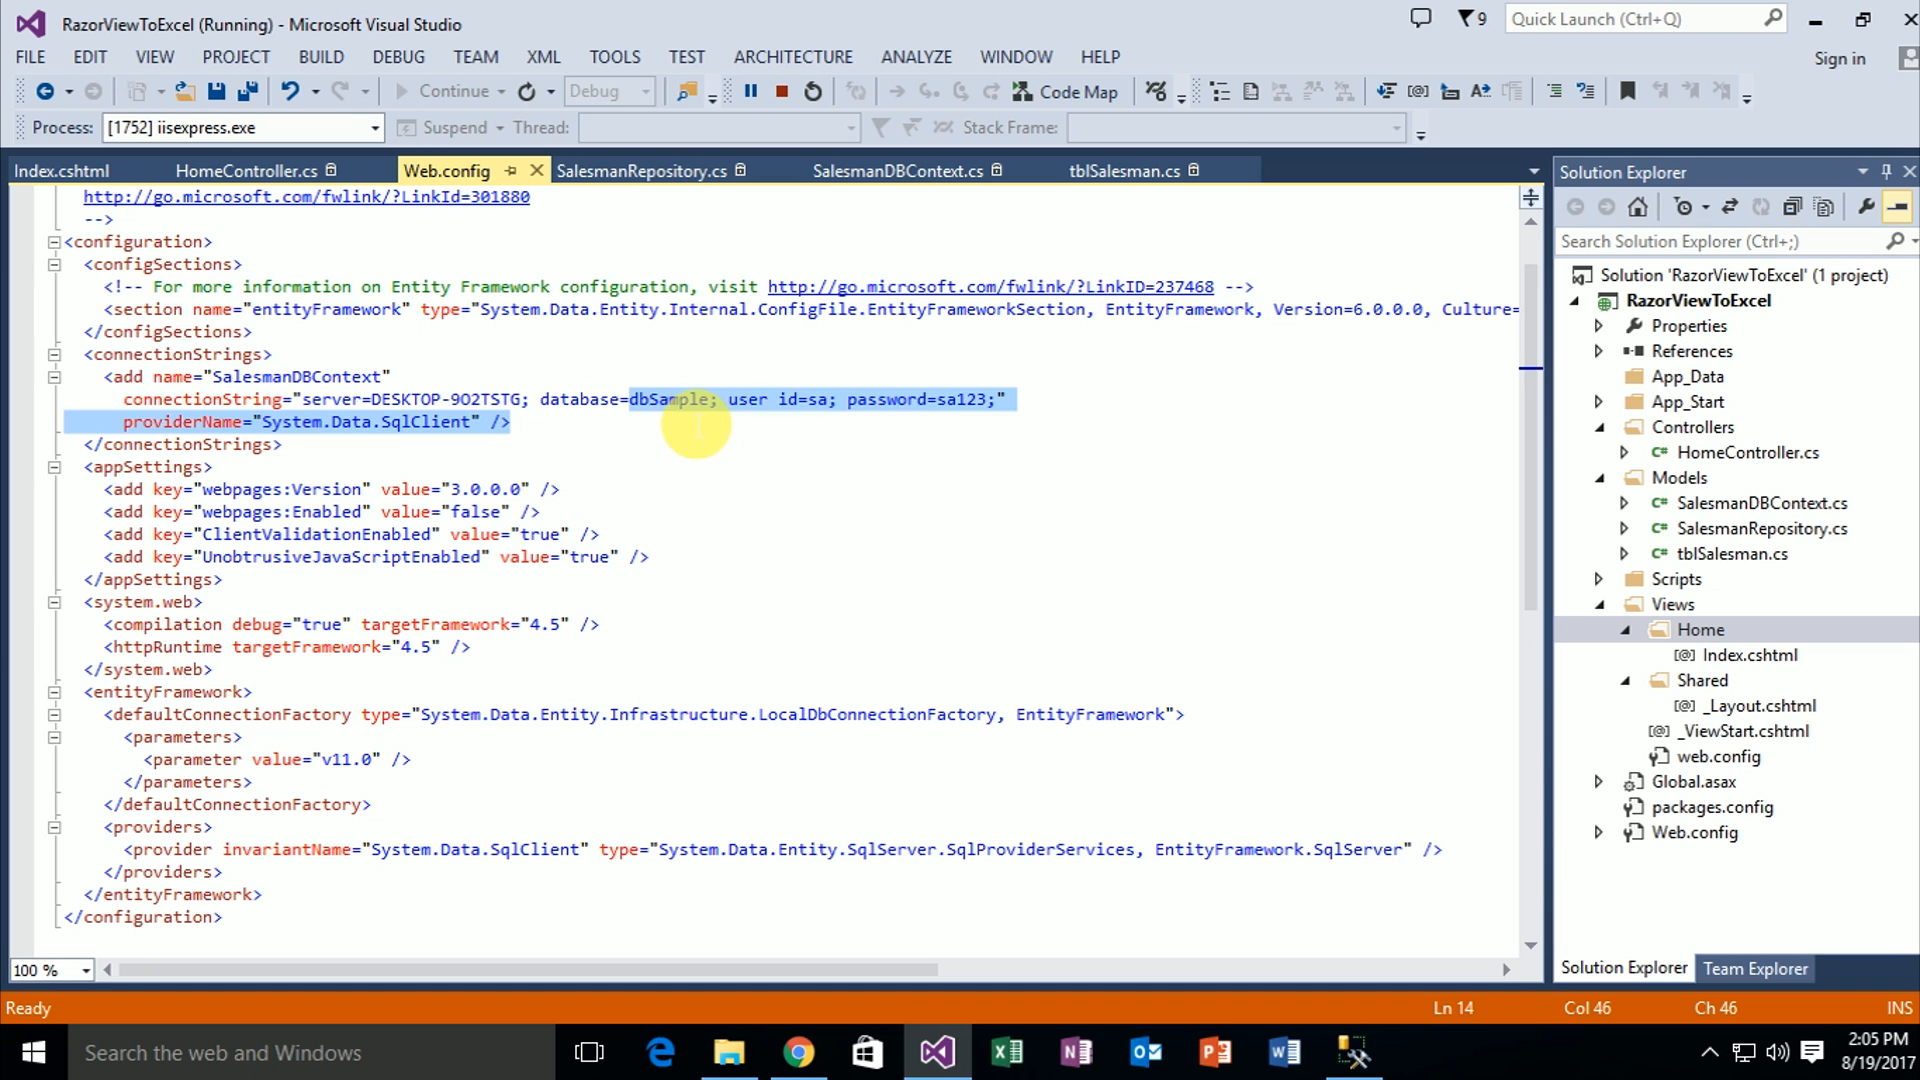 RazorViewToExcel (Running) - Microsoft Visual Studio
9
Quick Launch (Ctrl+Q)
FILE EDIT VIEW PROJECT BUILD DEBUG TEAM XML TOOLS TEST ARCHITECTURE ANALYZE WINDOW HELP
Sign in
Continue Debug Code Map
Process: [1752] iisexpress.exe Suspend Thread: Stack Frame:
Index.cshtml HomeController.cs Web.config SalesmanRepository.cs SalesmanDBContext.cs tblSalesman.cs
http://go.microsoft.com/fwlink/?LinkId=301880
-->
<configuration>
<configSections>
<!-- For more information on Entity Framework configuration, visit http://go.microsoft.com/fwlink/?LinkID=237468 -->
<section name="entityFramework" type="System.Data.Entity.Internal.ConfigFile.EntityFrameworkSection, EntityFramework, Version=6.0.0.0, Culture=
</configSections>
<connectionStrings>
<add name="SalesmanDBContext"
connectionString="server=DESKTOP-9O2TSTG; database=dbSample; user id=sa; password=sa123;"
providerName="System.Data.SqlClient" />
</connectionStrings>
<appSettings>
<add key="webpages:Version" value="3.0.0.0" />
<add key="webpages:Enabled" value="false" />
<add key="ClientValidationEnabled" value="true" />
<add key="UnobtrusiveJavaScriptEnabled" value="true" />
</appSettings>
<system.web>
<compilation debug="true" targetFramework="4.5" />
<httpRuntime targetFramework="4.5" />
</system.web>
<entityFramework>
<defaultConnectionFactory type="System.Data.Entity.Infrastructure.LocalDbConnectionFactory, EntityFramework">
<parameters>
<parameter value="v11.0" />
</parameters>
</defaultConnectionFactory>
<providers>
<provider invariantName="System.Data.SqlClient" type="System.Data.Entity.SqlServer.SqlProviderServices, EntityFramework.SqlServer" />
</providers>
</entityFramework>
</configuration>
100 %
Solution Explorer
Search Solution Explorer (Ctrl+;)
Solution 'RazorViewToExcel' (1 project)
RazorViewToExcel
Properties
References
App_Data
App_Start
Controllers
C# HomeController.cs
Models
C# SalesmanDBContext.cs
C# SalesmanRepository.cs
C# tblSalesman.cs
Scripts
Views
Home
[@] Index.cshtml
Shared
[@] _Layout.cshtml
[@] _ViewStart.cshtml
web.config
Global.asax
packages.config
Web.config
Solution Explorer Team Explorer
Ready Ln 14 Col 46 Ch 46 INS
Search the web and Windows
2:05 PM
8/19/2017